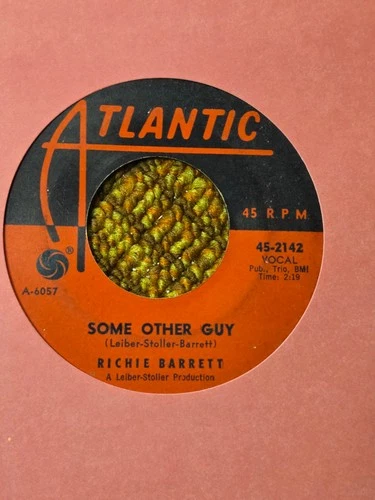 ATLANTIC
®
45 R P M
45-2142
VOCAL
Pub., Trio, BMI
Time: 2:19
A-6057
SOME OTHER GUY
(Leiber-Stoller-Barrett)
RICHIE BARRETT
A Leiber-Stoller Production